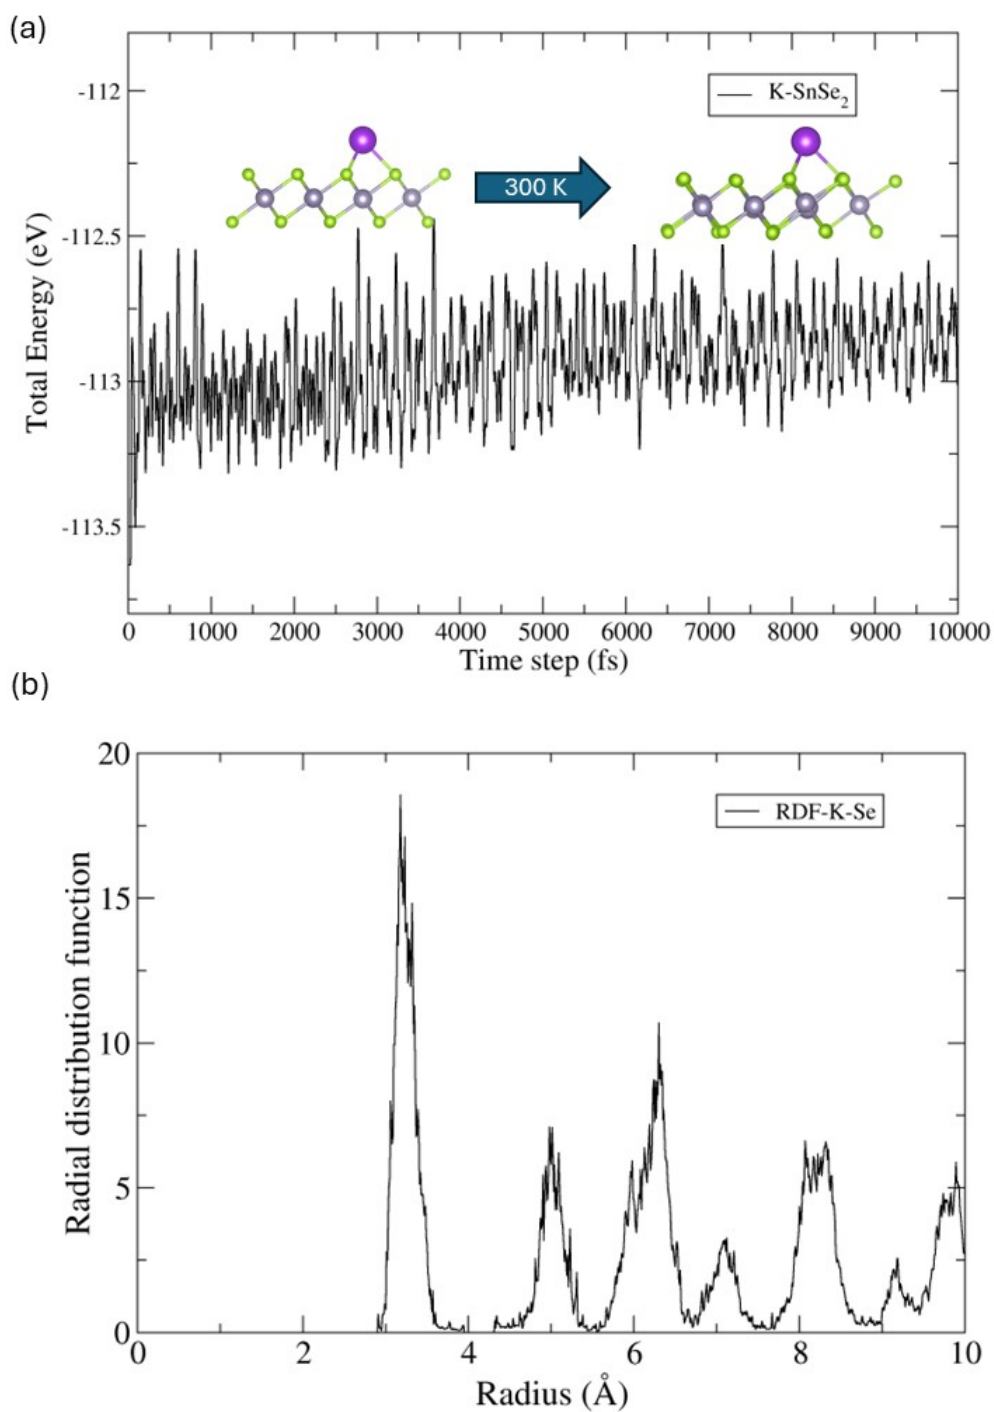 (a)
-112
K-SnSe2
300 K
-112.5
Total Energy (eV)
-113
-113.5
0 1000 2000 3000 4000 5000 6000 7000 8000 9000 10000
Time step (fs)
(b)
20
RDF-K-Se
15
Radial distribution function
10
5
0
0 2 4 6 8 10
Radius (Å)